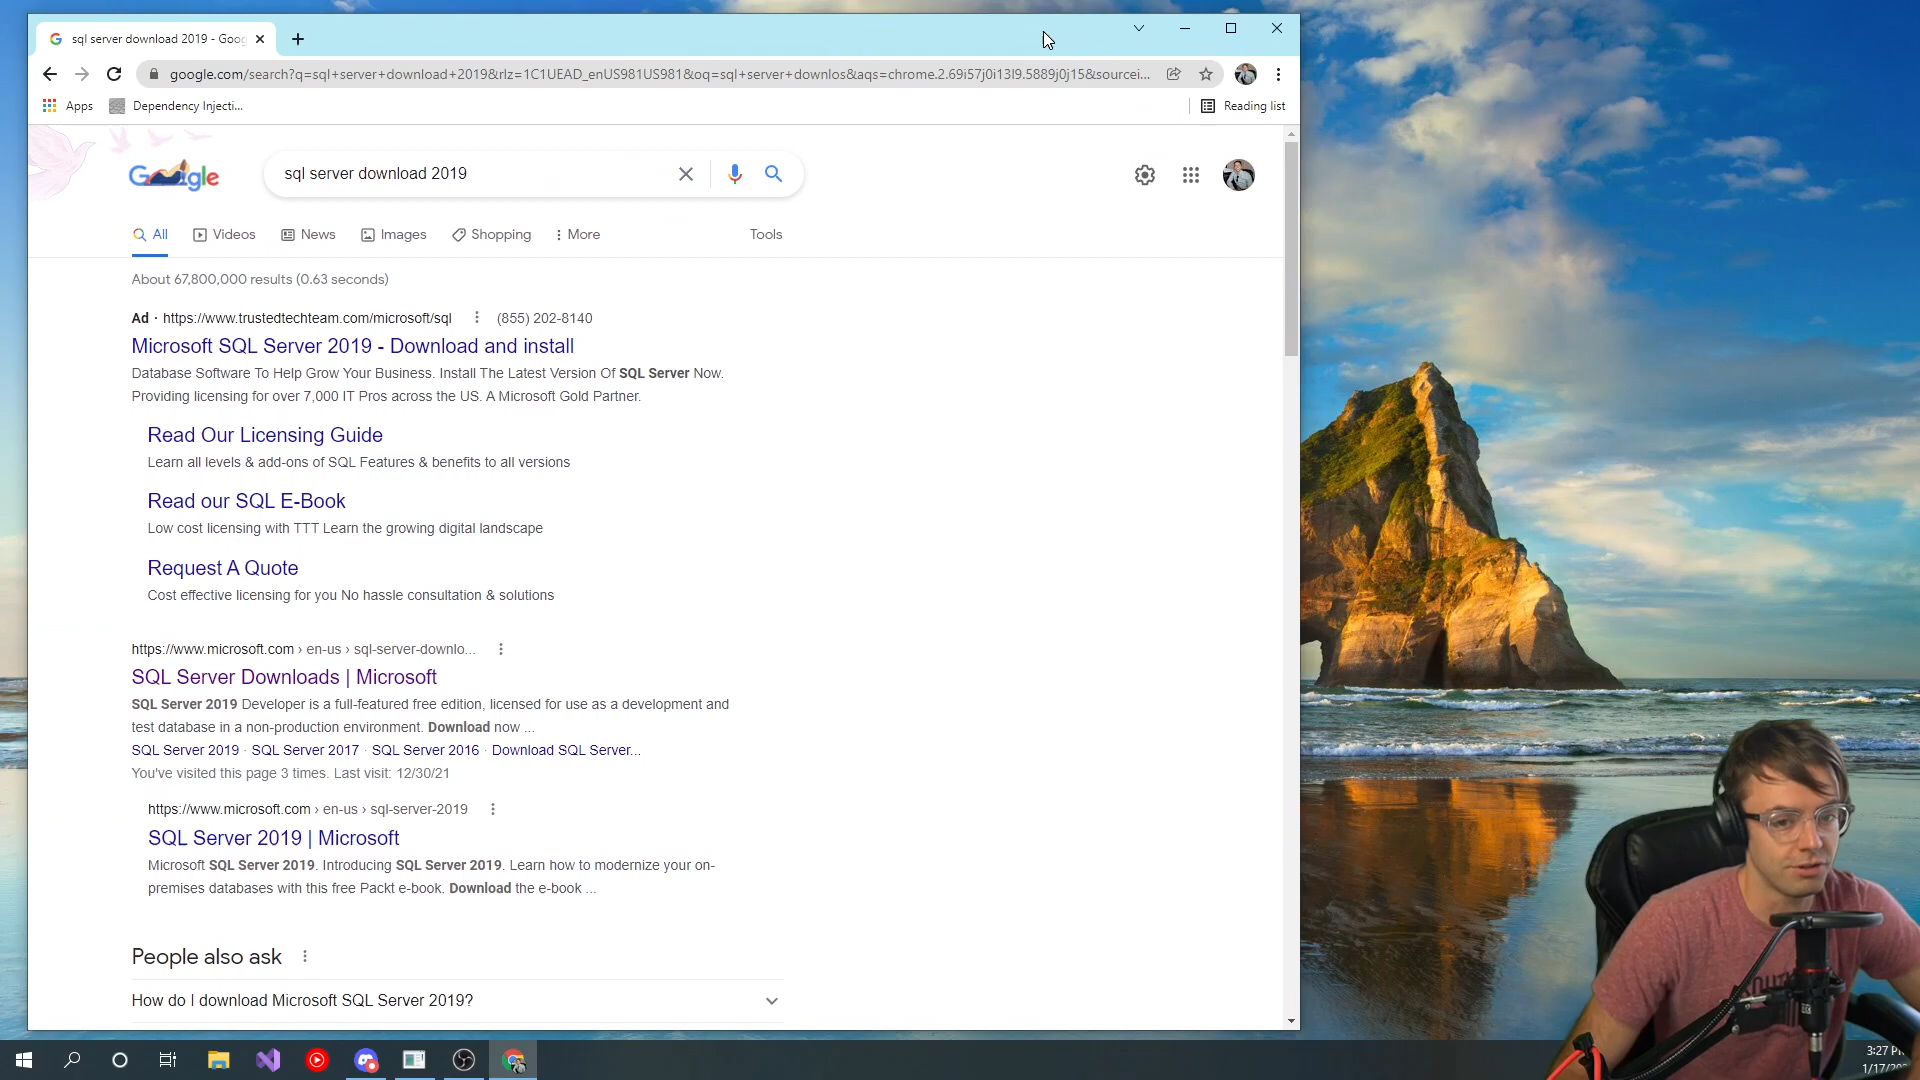 sql server download 2019 - Goog
google.com/search?q=sql+server+download+2019&rlz=1C1UEAD_enUS981US981&oq=sql+server+downlos&aqs=chrome.2.69i57j0i13l9.5889j0j15&sourcei...
Apps
Dependency Injecti...
Reading list
Google
sql server download 2019
All
Videos
News
Images
Shopping
More
Tools
About 67,800,000 results (0.63 seconds)
Ad · https://www.trustedtechteam.com/microsoft/sql (855) 202-8140
Microsoft SQL Server 2019 - Download and install
Database Software To Help Grow Your Business. Install The Latest Version Of SQL Server Now.
Providing licensing for over 7,000 IT Pros across the US. A Microsoft Gold Partner.
Read Our Licensing Guide
Learn all levels & add-ons of SQL Features & benefits to all versions
Read our SQL E-Book
Low cost licensing with TTT Learn the growing digital landscape
Request A Quote
Cost effective licensing for you No hassle consultation & solutions
https://www.microsoft.com › en-us › sql-server-downlo...
SQL Server Downloads | Microsoft
SQL Server 2019 Developer is a full-featured free edition, licensed for use as a development and
test database in a non-production environment. Download now ...
SQL Server 2019 · SQL Server 2017 · SQL Server 2016 · Download SQL Server...
You've visited this page 3 times. Last visit: 12/30/21
https://www.microsoft.com › en-us › sql-server-2019
SQL Server 2019 | Microsoft
Microsoft SQL Server 2019. Introducing SQL Server 2019. Learn how to modernize your on-
premises databases with this free Packt e-book. Download the e-book ...
People also ask
How do I download Microsoft SQL Server 2019?
3:27 P
1/17/20